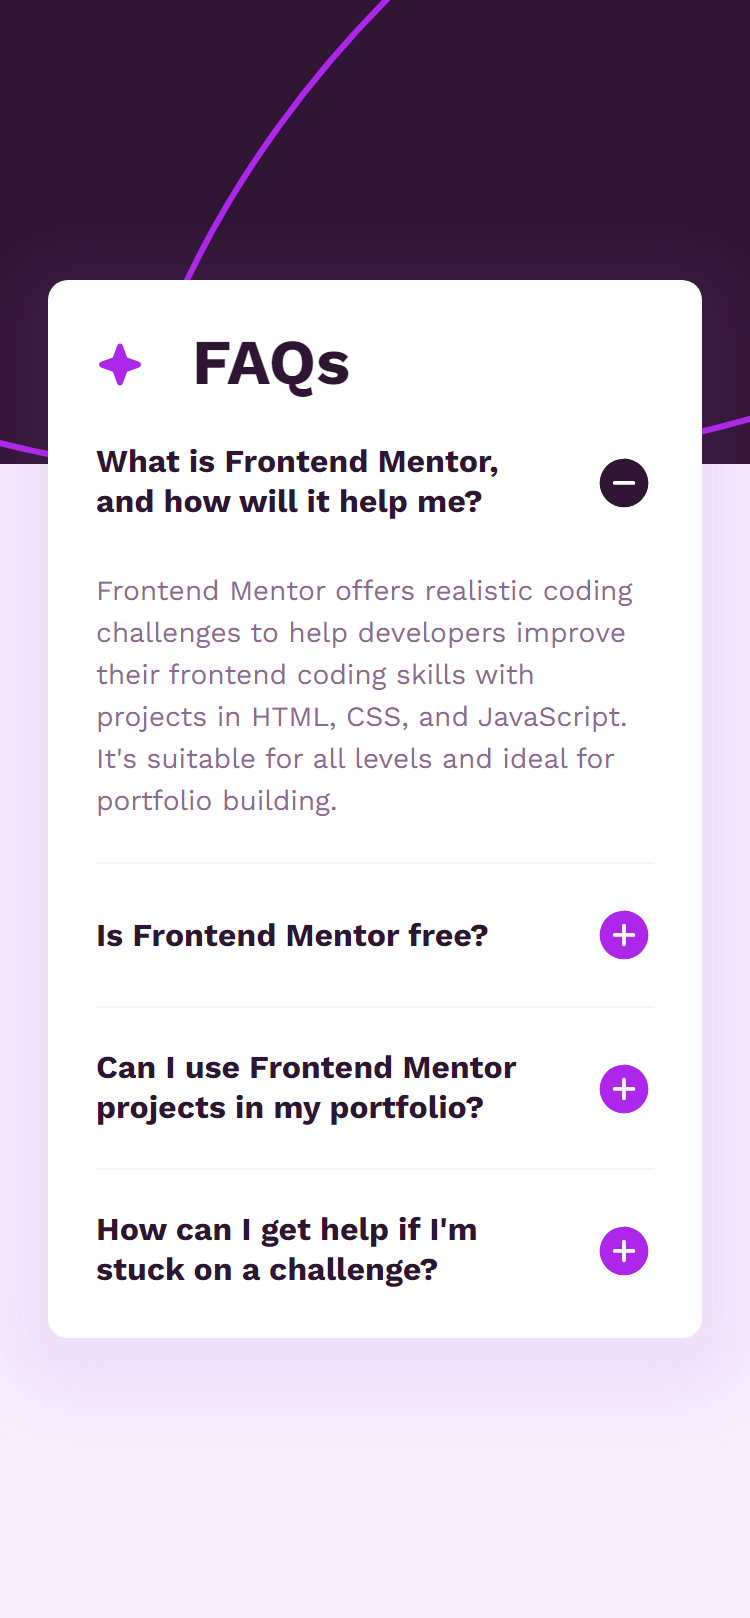 FAQs
What is Frontend Mentor,
and how will it help me?
Frontend Mentor offers realistic coding
challenges to help developers improve
their frontend coding skills with
projects in HTML, CSS, and JavaScript.
It's suitable for all levels and ideal for
portfolio building.
Is Frontend Mentor free?
Can I use Frontend Mentor
projects in my portfolio?
How can I get help if I'm
stuck on a challenge?